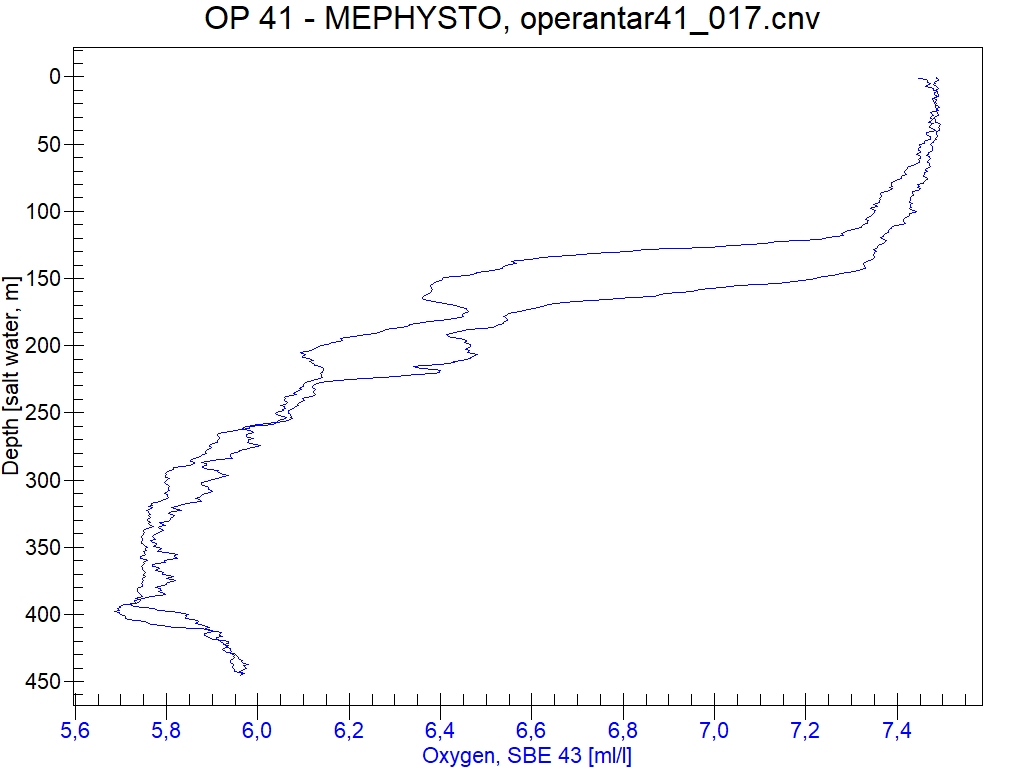 OP 41 - MEPHYSTO, operantar41_017.cnv
0
50
100
150
200
250
300
350
400
450
Depth [salt water, m]
5,6 5,8 6,0 6,2 6,4 6,6 6,8 7,0 7,2 7,4
Oxygen, SBE 43 [ml/l]